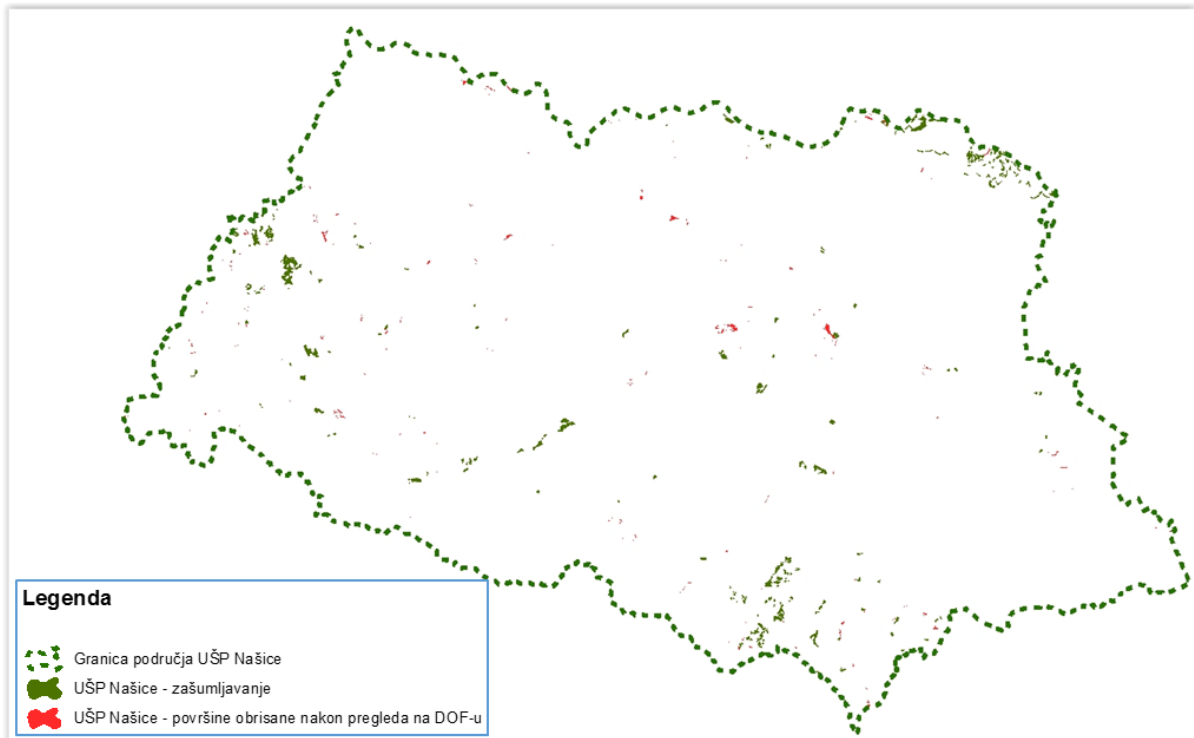 Legenda
Granica područja UŠP Našice
UŠP Našice - zašumljavanje
UŠP Našice - površine obrisane nakon pregleda na DOF-u